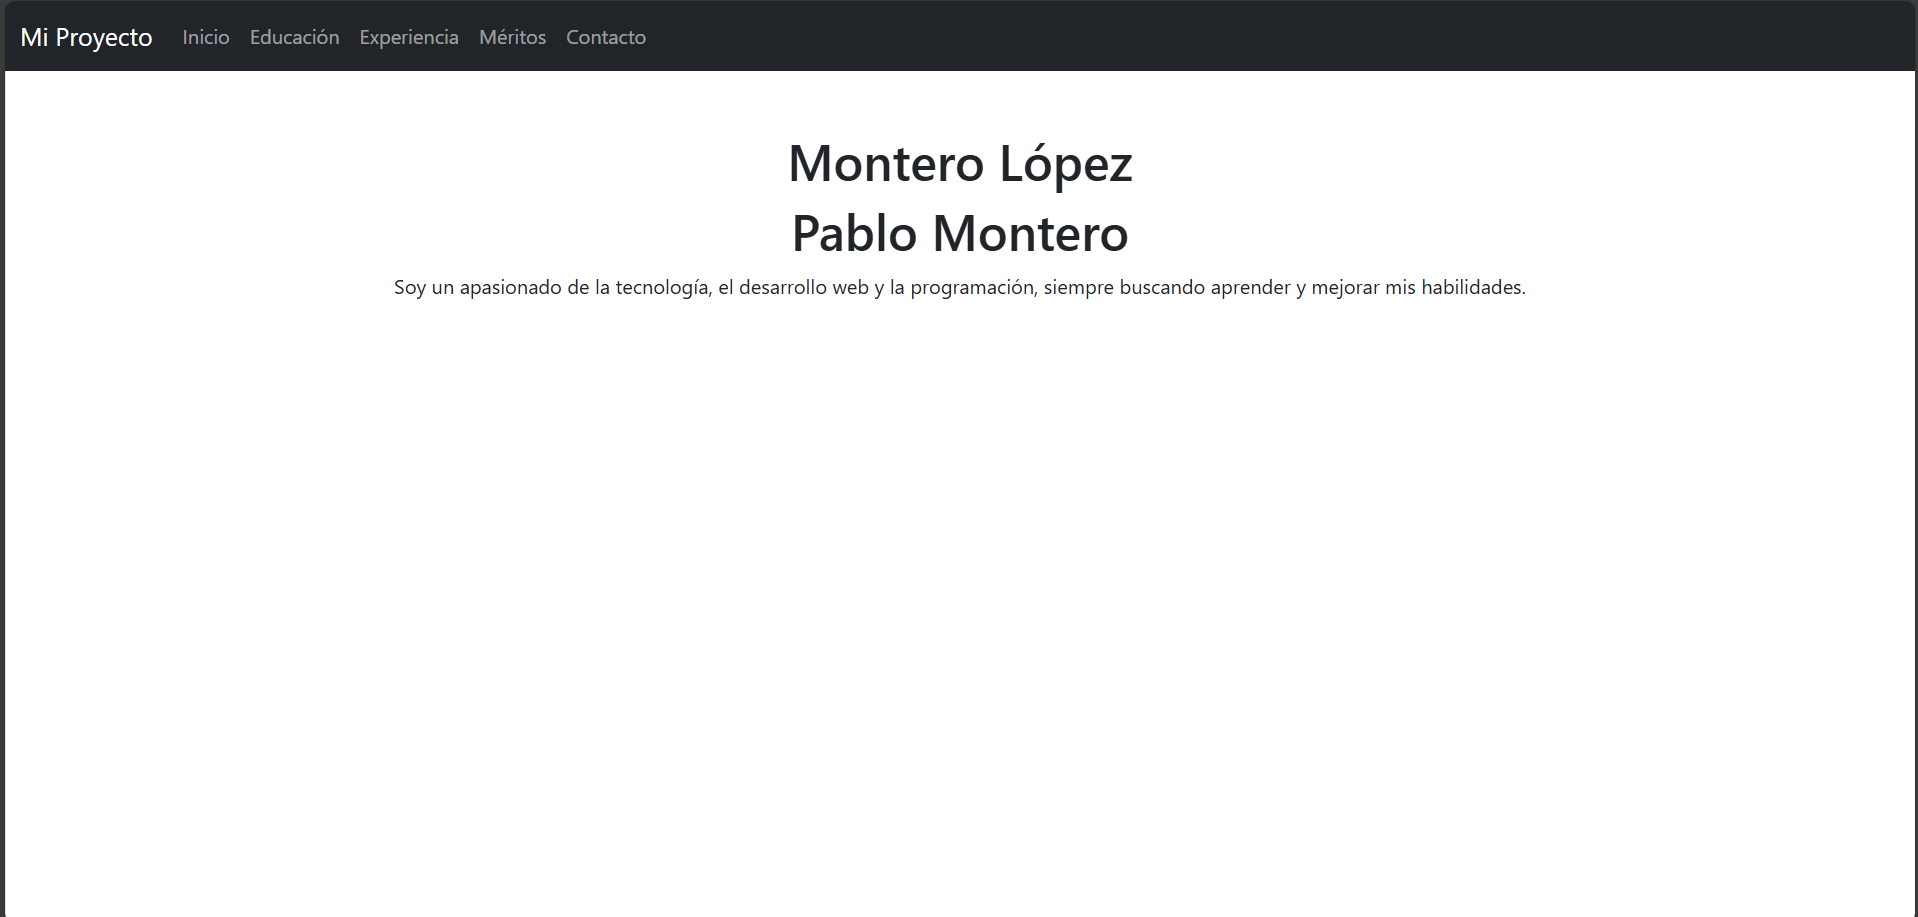 Mi Proyecto Inicio Educación Experiencia Méritos Contacto
Montero López
Pablo Montero
Soy un apasionado de la tecnología, el desarrollo web y la programación, siempre buscando aprender y mejorar mis habilidades.